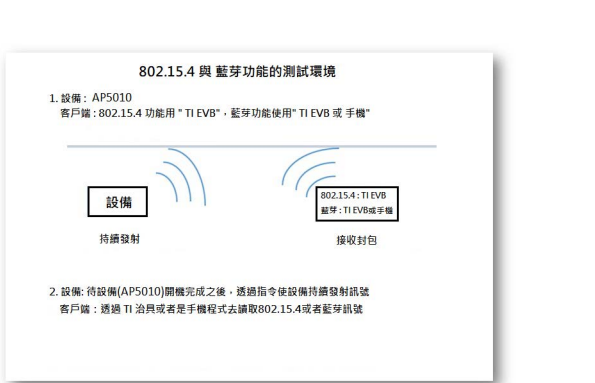 802.15.4 與 藍芽功能的測試環境
1. 設備 : AP5010
客戶端 : 802.15.4 功能用 " TI EVB"，藍芽功能使用" TI EVB 或 手機"
設備
802.15.4 : TI EVB
藍芽 : TI EVB或手機
持續發射
接收封包
2. 設備: 待設備(AP5010)開機完成之後，透過指令使設備持續發射訊號
客戶端 : 透過 TI 治具或者是手機程式去讀取802.15.4或者藍芽訊號